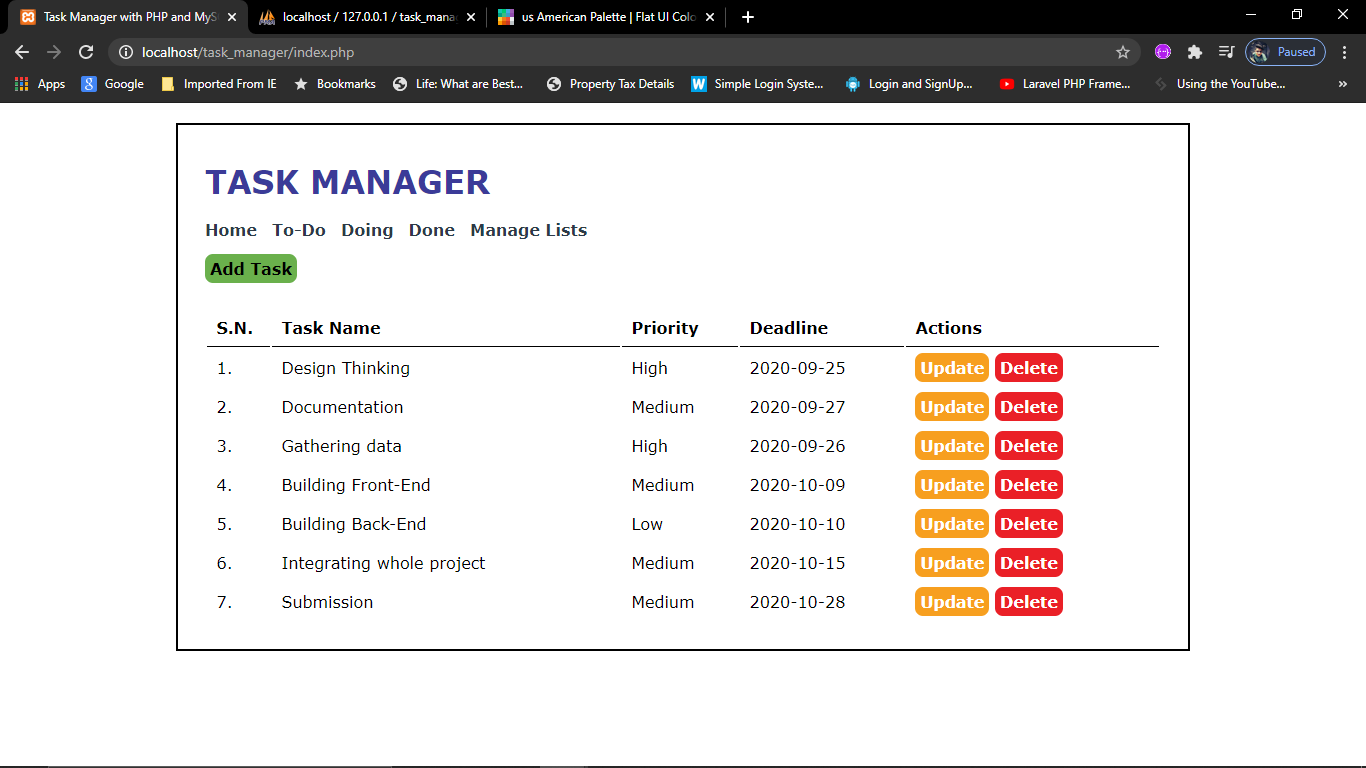 Task Manager with PHP and MyS
localhost / 127.0.0.1 / task_mana
us American Palette | Flat UI Colo
localhost/task_manager/index.php
Paused
Apps Google Imported From IE Bookmarks Life: What are Best... Property Tax Details Simple Login Syste... Login and SignUp... Laravel PHP Frame... Using the YouTube... »
TASK MANAGER
Home To-Do Doing Done Manage Lists
Add Task
S.N. Task Name Priority Deadline Actions
1. Design Thinking High 2020-09-25 Update Delete
2. Documentation Medium 2020-09-27 Update Delete
3. Gathering data High 2020-09-26 Update Delete
4. Building Front-End Medium 2020-10-09 Update Delete
5. Building Back-End Low 2020-10-10 Update Delete
6. Integrating whole project Medium 2020-10-15 Update Delete
7. Submission Medium 2020-10-28 Update Delete